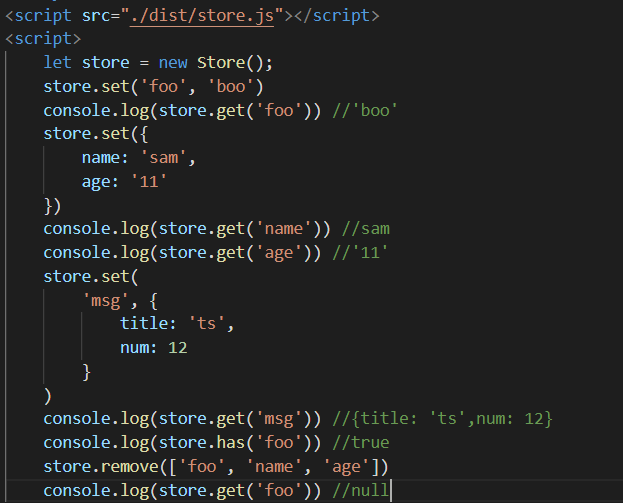 <script src="./dist/store.js"></script>
<script>
    let store = new Store();
    store.set('foo', 'boo')
    console.log(store.get('foo')) //'boo'
    store.set({
        name: 'sam',
        age: '11'
    })
    console.log(store.get('name')) //sam
    console.log(store.get('age')) //'11'
    store.set(
        'msg', {
            title: 'ts',
            num: 12
        }
    )
    console.log(store.get('msg')) //{title: 'ts',num: 12}
    console.log(store.has('foo')) //true
    store.remove(['foo', 'name', 'age'])
    console.log(store.get('foo')) //null